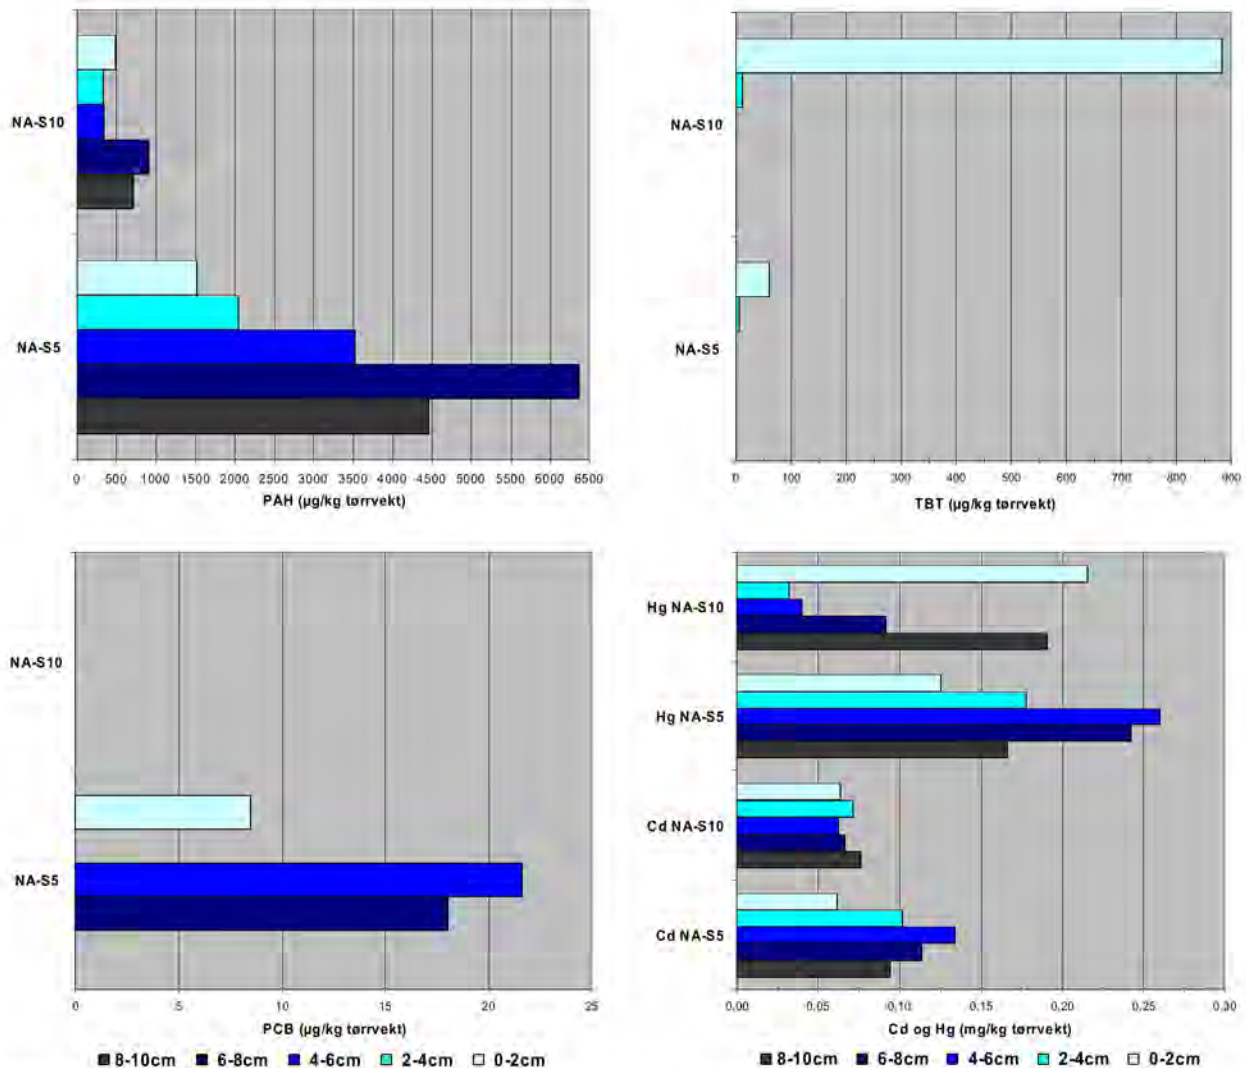 NA-S10
NA-S5
0 500 1000 1500 2000 2500 3000 3500 4000 4500 5000 5500 6000 6500
PAH (µg/kg tørrvekt)
NA-S10
NA-S5
0 100 200 300 400 500 600 700 800 900
TBT (µg/kg tørrvekt)
NA-S10
NA-S5
0 5 10 15 20 25
PCB (µg/kg tørrvekt)
8-10cm 6-8cm 4-6cm 2-4cm 0-2cm
Hg NA-S10
Hg NA-S5
Cd NA-S10
Cd NA-S5
0,00 0,05 0,10 0,15 0,20 0,25 0,30
Cd og Hg (mg/kg tørrvekt)
8-10cm 6-8cm 4-6cm 2-4cm 0-2cm